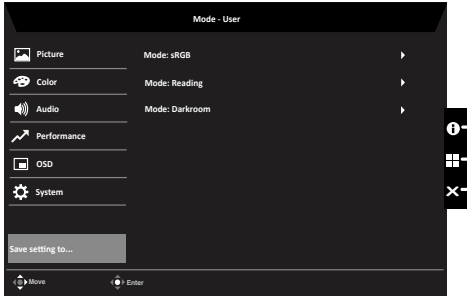 Mode - User
Picture
Mode: sRGB
Color
Mode: Reading
Audio
Mode: Darkroom
Performance
OSD
System
Save setting to...
Move
Enter